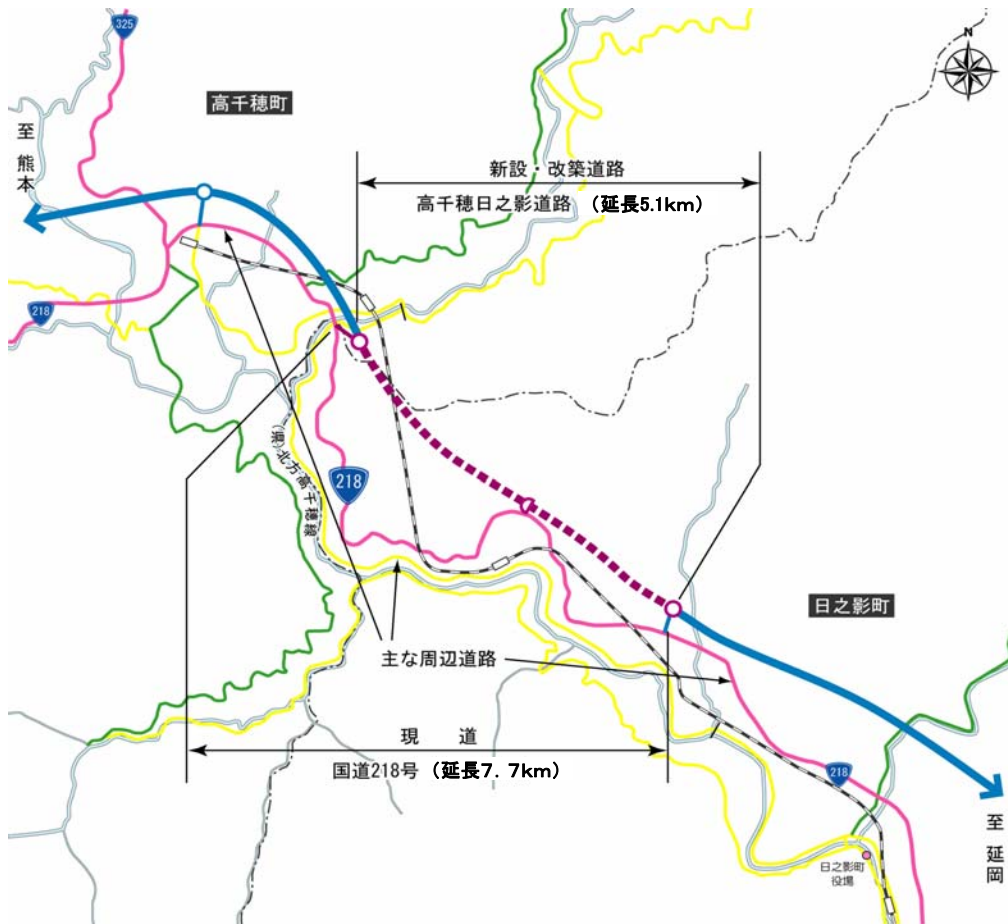 325
N
高千穂町
至 熊本
新設・改築道路
高千穂日之影道路 (延長5.1km)
218
(県)北方高千穂線
218
日之影町
主な周辺道路
現 道
国道218号 (延長7.7km)
218
至 延岡
日之影町
役場